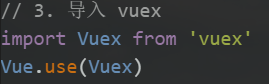 // 3. 导入 vuex
import Vuex from 'vuex'
Vue.use(Vuex)